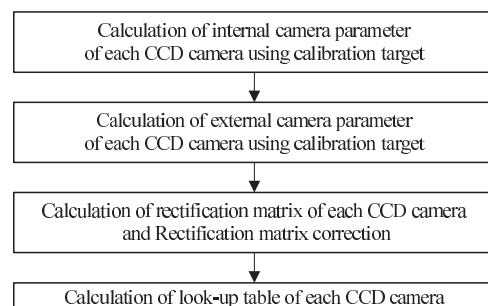 Calculation of internal camera parameter
of each CCD camera using calibration target
Calculation of external camera parameter
of each CCD camera using calibration target
Calculation of rectification matrix of each CCD camera
and Rectification matrix correction
Calculation of look-up table of each CCD camera